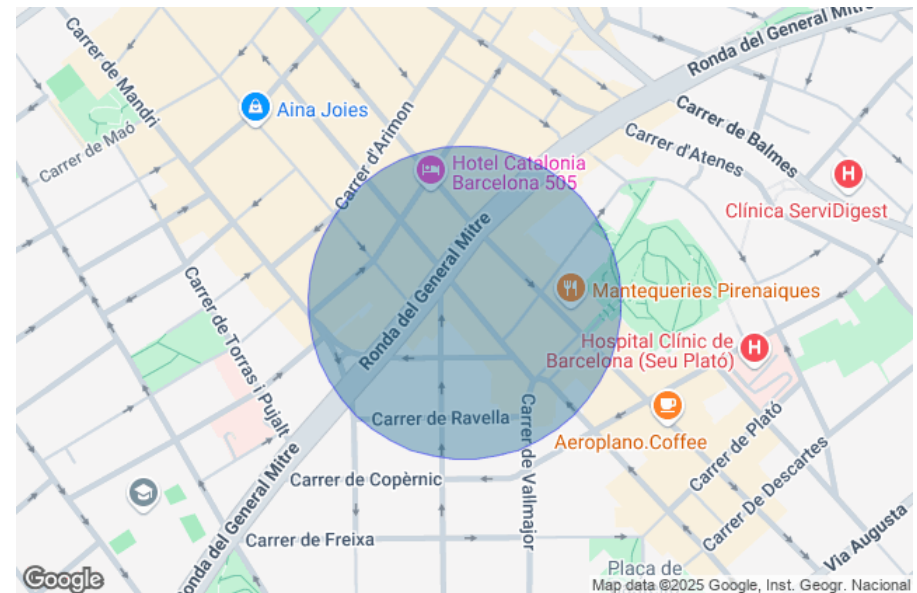 Ronda del General Mitre
Carrer de Mandri
Aina Joies
Carrer d'Arimon
Carrer de Balmes
Carrer de Maó
Carrer d'Atenes
Hotel Catalonia
Barcelona 505
Clínica ServiDigest
Ronda del General Mitre
Mantequeries Pirenaiques
Carrer de Torras i Pujalt
Hospital Clínic de
Barcelona (Seu Plató)
Carrer de Ravella
Carrer de Vallmajor
Aeroplano.Coffee
Carrer de Plató
Carrer de Copèrnic
Carrer De Descartes
Ronda del General Mitre
Carrer de Freixa
Via Augusta
Placa de
Google
Map data ©2025 Google, Inst. Geogr. Nacional